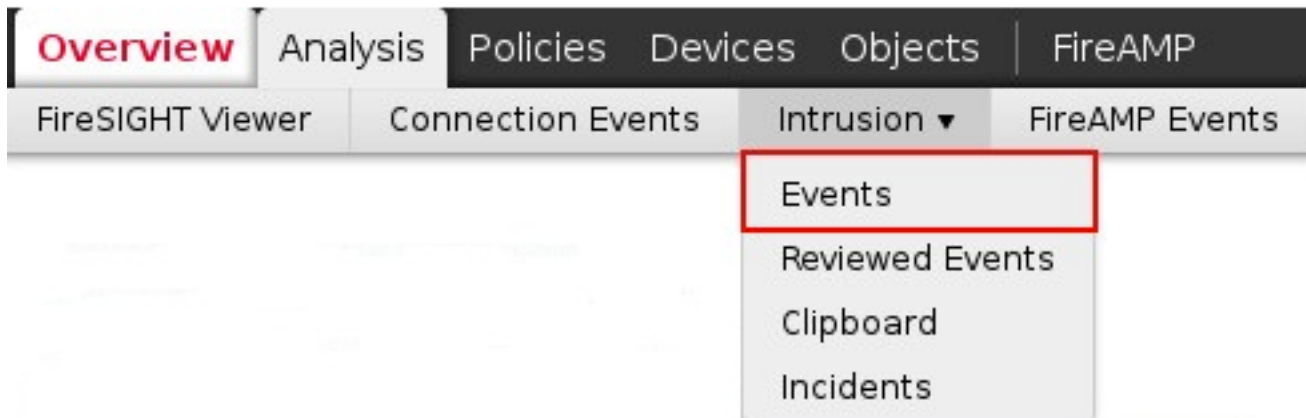 Overview Analysis Policies Devices Objects FireAMP
FireSIGHT Viewer Connection Events Intrusion ▾ FireAMP Events
Events
Reviewed Events
Clipboard
Incidents